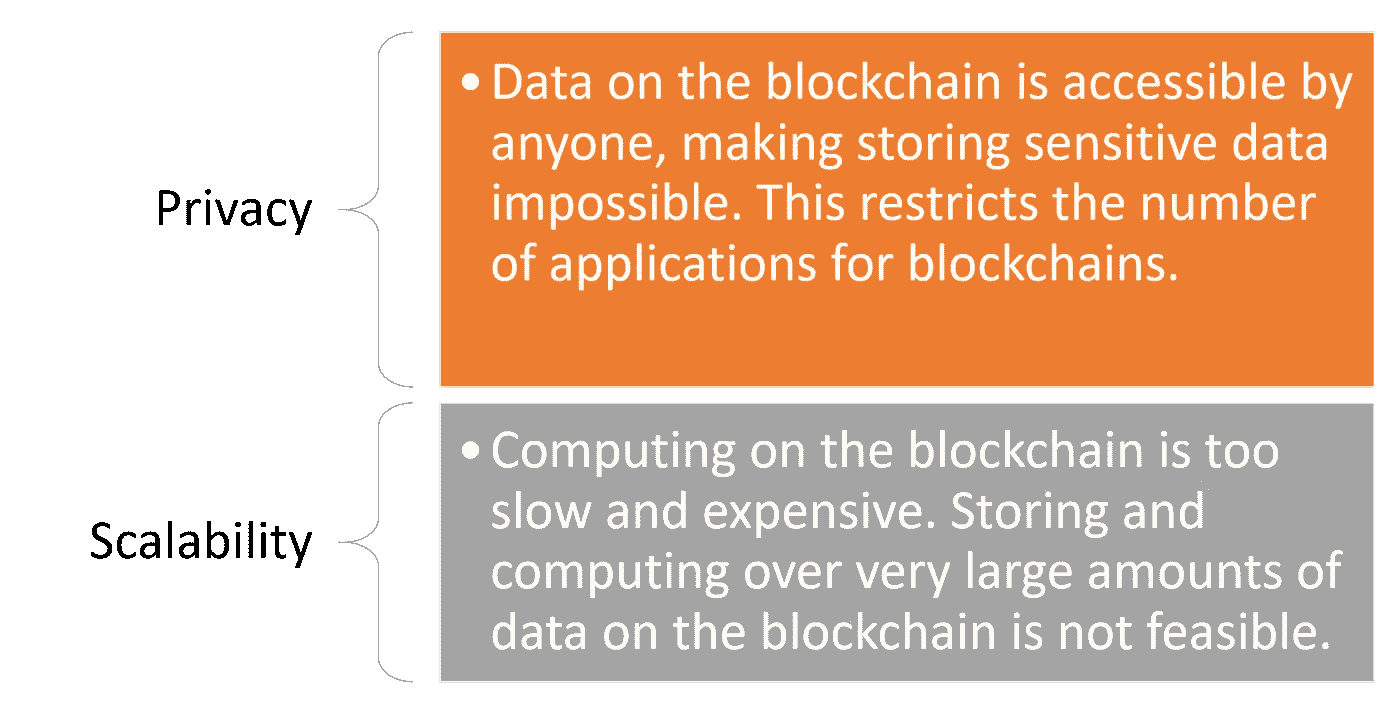 Privacy
• Data on the blockchain is accessible by
anyone, making storing sensitive data
impossible. This restricts the number
of applications for blockchains.
Scalability
• Computing on the blockchain is too
slow and expensive. Storing and
computing over very large amounts of
data on the blockchain is not feasible.